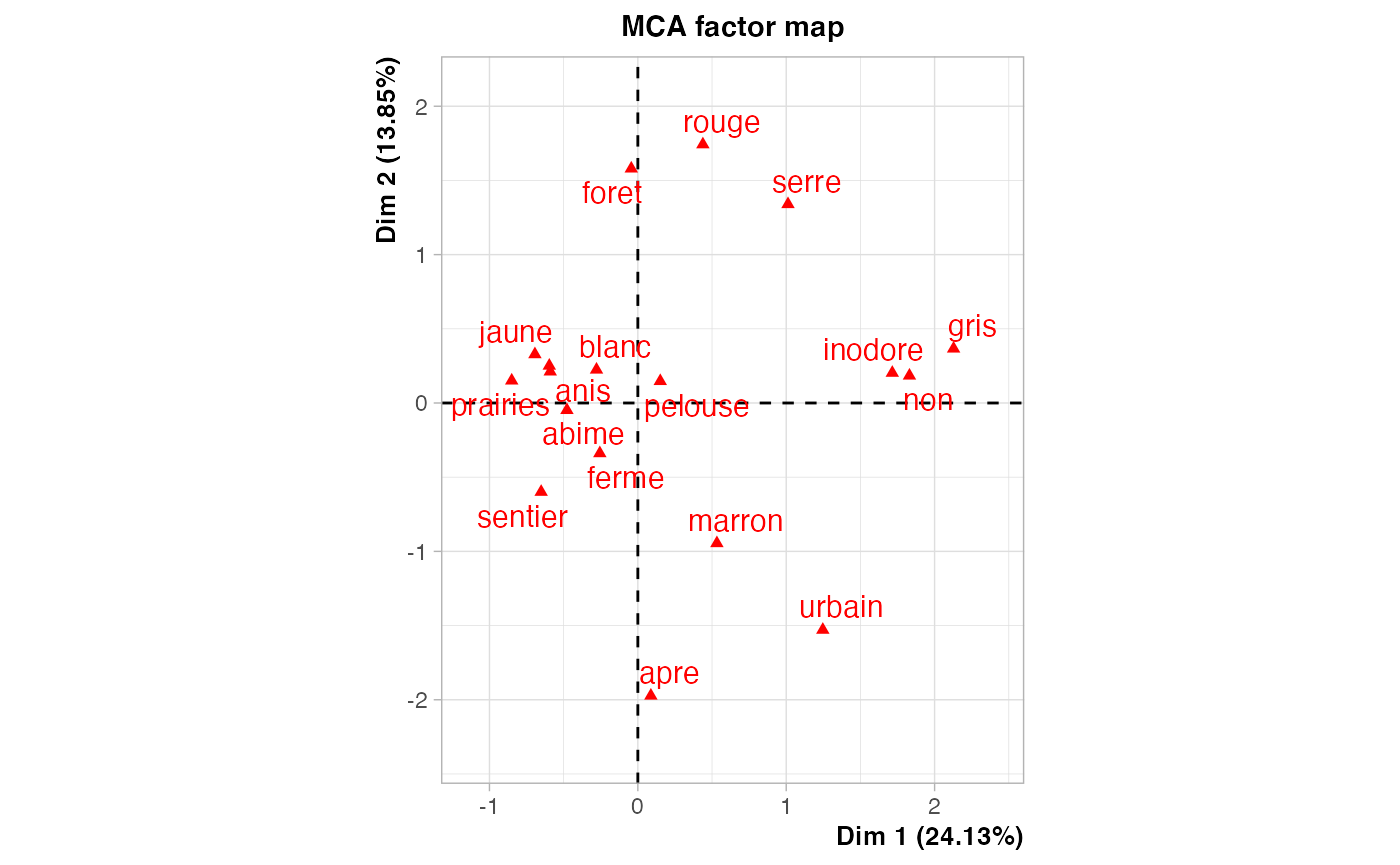 MCA factor map
Dim 2 (13.85%)
2
1
0
-1
-2
rouge
foret
serre
gris
jaune
blanc
inodore
anis
non
prairies
pelouse
abime
ferme
sentier
marron
urbain
apre
-1
0
1
2
Dim 1 (24.13%)